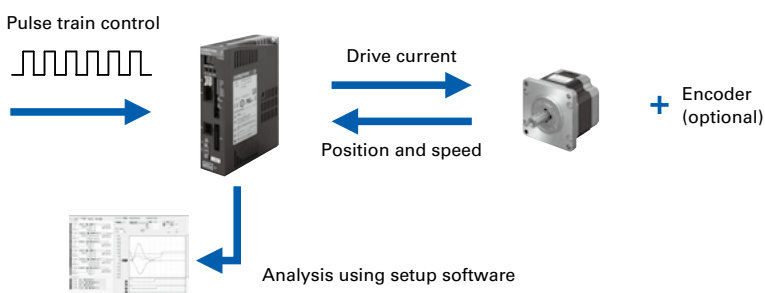 Pulse train control
Drive current
+ Encoder
(optional)
Position and speed
Analysis using setup software